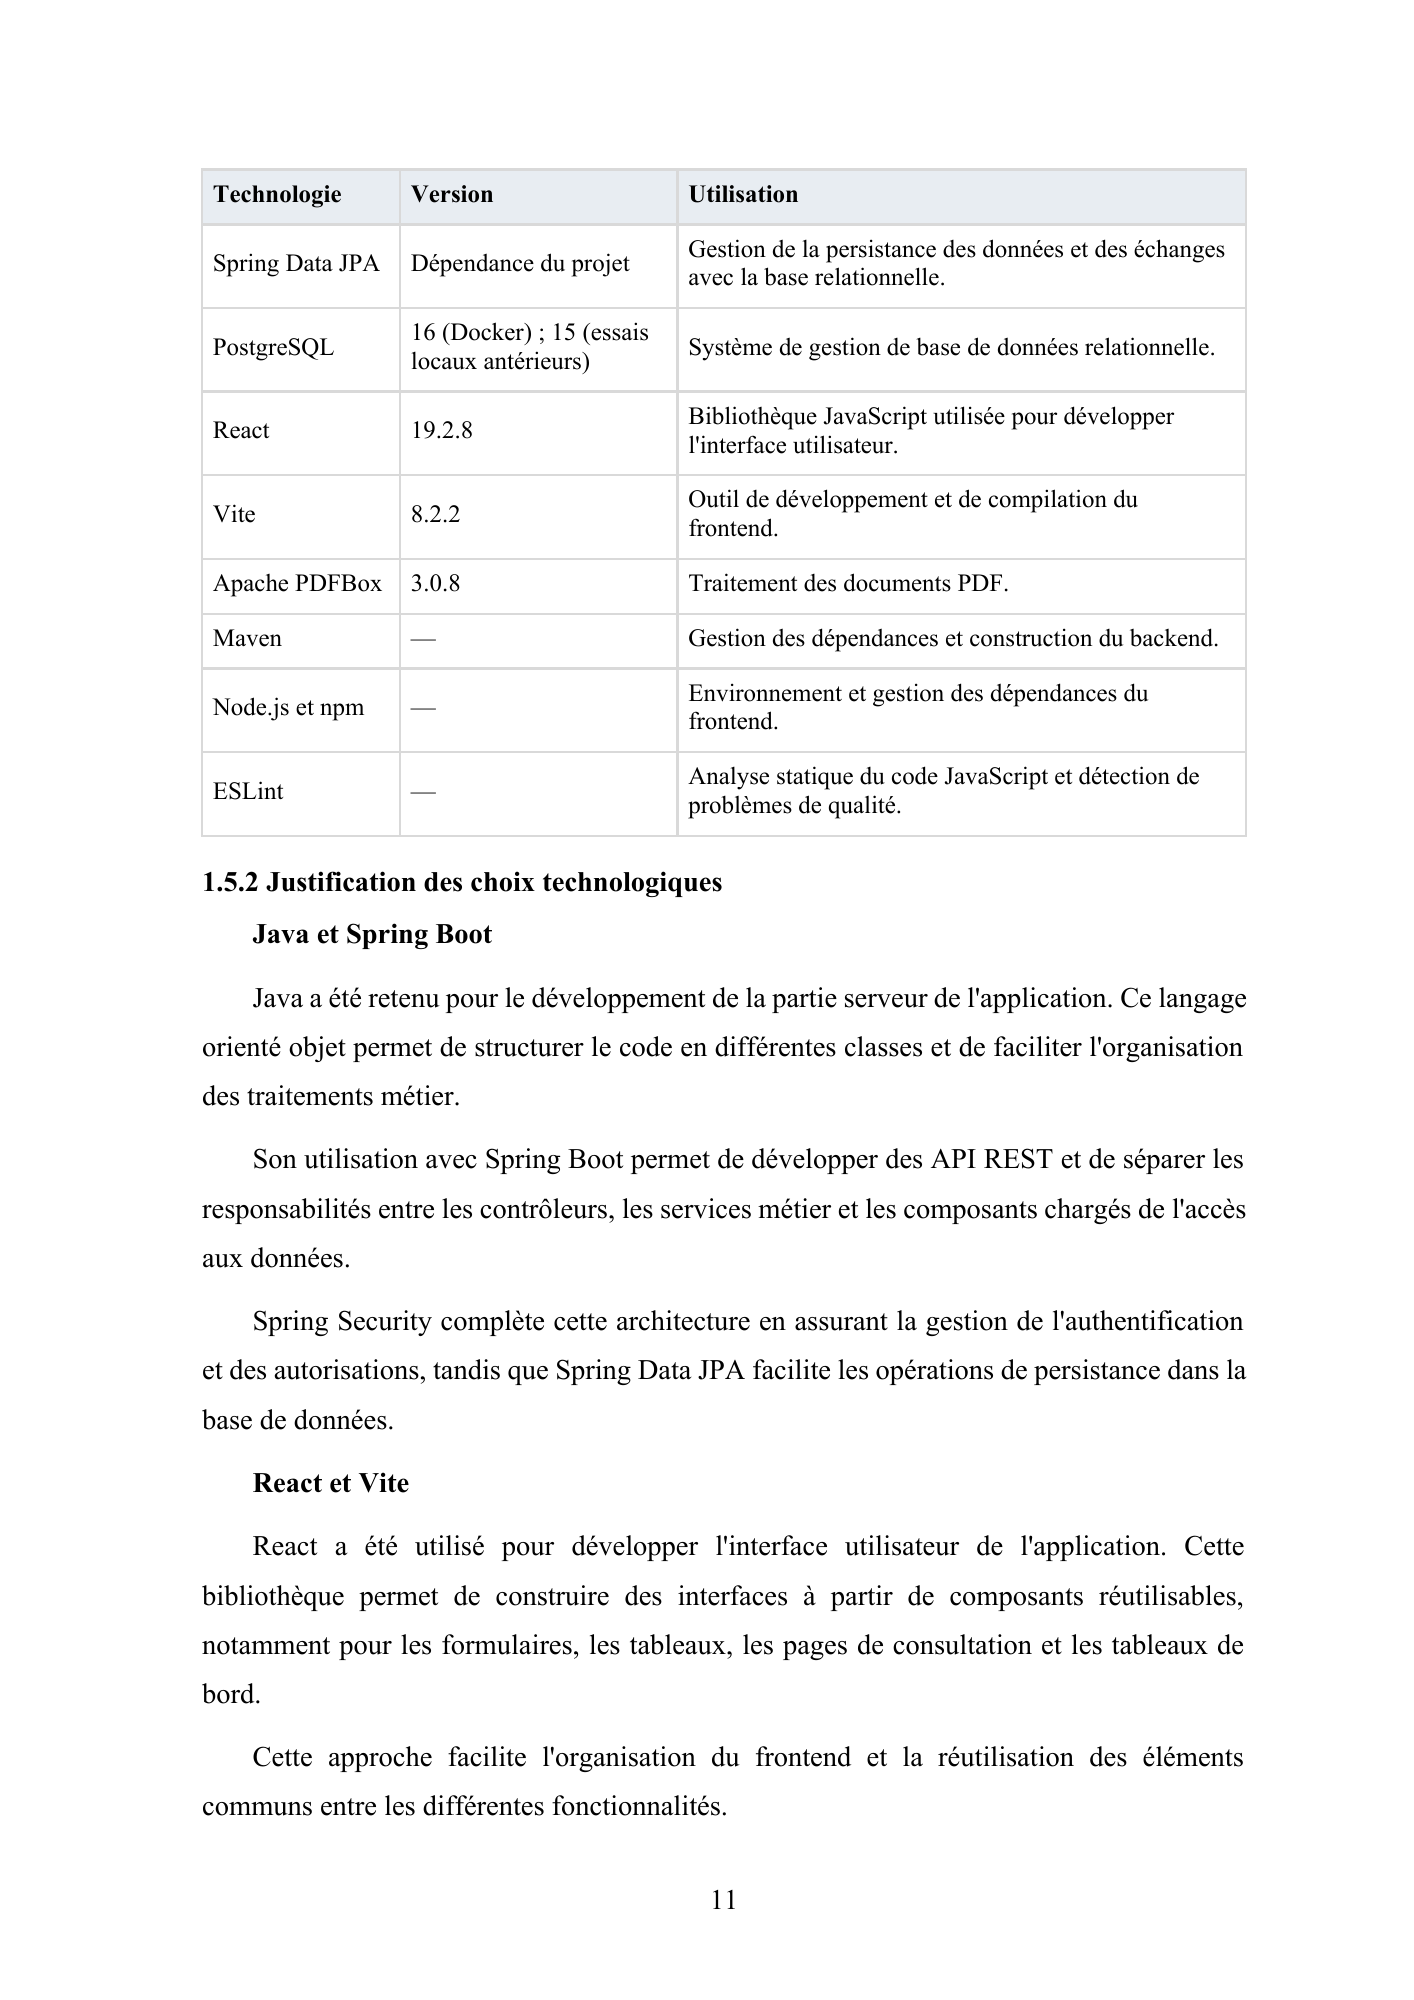 Technologie Version Utilisation
Spring Data JPA Dépendance du projet Gestion de la persistance des données et des échanges
avec la base relationnelle.
PostgreSQL 16 (Docker) ; 15 (essais
locaux antérieurs) Système de gestion de base de données relationnelle.
React 19.2.8 Bibliothèque JavaScript utilisée pour développer
l'interface utilisateur.
Vite 8.2.2 Outil de développement et de compilation du
frontend.
Apache PDFBox 3.0.8 Traitement des documents PDF.
Maven — Gestion des dépendances et construction du backend.
Node.js et npm — Environnement et gestion des dépendances du
frontend.
ESLint — Analyse statique du code JavaScript et détection de
problèmes de qualité.
1.5.2 Justification des choix technologiques
Java et Spring Boot
Java a été retenu pour le développement de la partie serveur de l'application. Ce langage
orienté objet permet de structurer le code en différentes classes et de faciliter l'organisation
des traitements métier.
Son utilisation avec Spring Boot permet de développer des API REST et de séparer les
responsabilités entre les contrôleurs, les services métier et les composants chargés de l'accès
aux données.
Spring Security complète cette architecture en assurant la gestion de l'authentification
et des autorisations, tandis que Spring Data JPA facilite les opérations de persistance dans la
base de données.
React et Vite
React a été utilisé pour développer l'interface utilisateur de l'application. Cette
bibliothèque permet de construire des interfaces à partir de composants réutilisables,
notamment pour les formulaires, les tableaux, les pages de consultation et les tableaux de
bord.
Cette approche facilite l'organisation du frontend et la réutilisation des éléments
communs entre les différentes fonctionnalités.
11